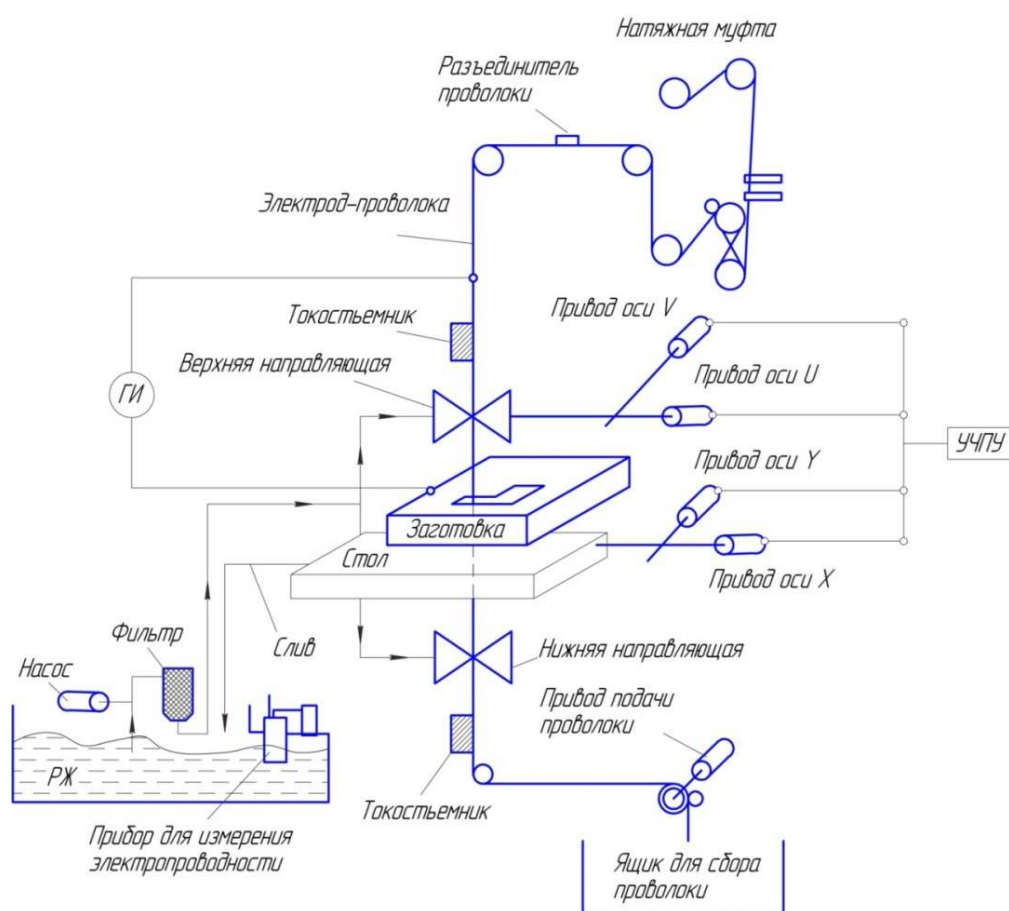 Натяжная муфта
Разъединитель
проволоки
Электрод-проволока
Привод оси V
Токостьемник
Верхняя направляющая
Привод оси U
ГИ
УЧПУ
Привод оси Y
Заготовка
Стол
Привод оси X
Фильтр
Слив
Нижняя направляющая
Насос
Привод подачи
проволоки
РЖ
Токостьемник
Прибор для измерения
электропроводности
Ящик для сбора
проволоки